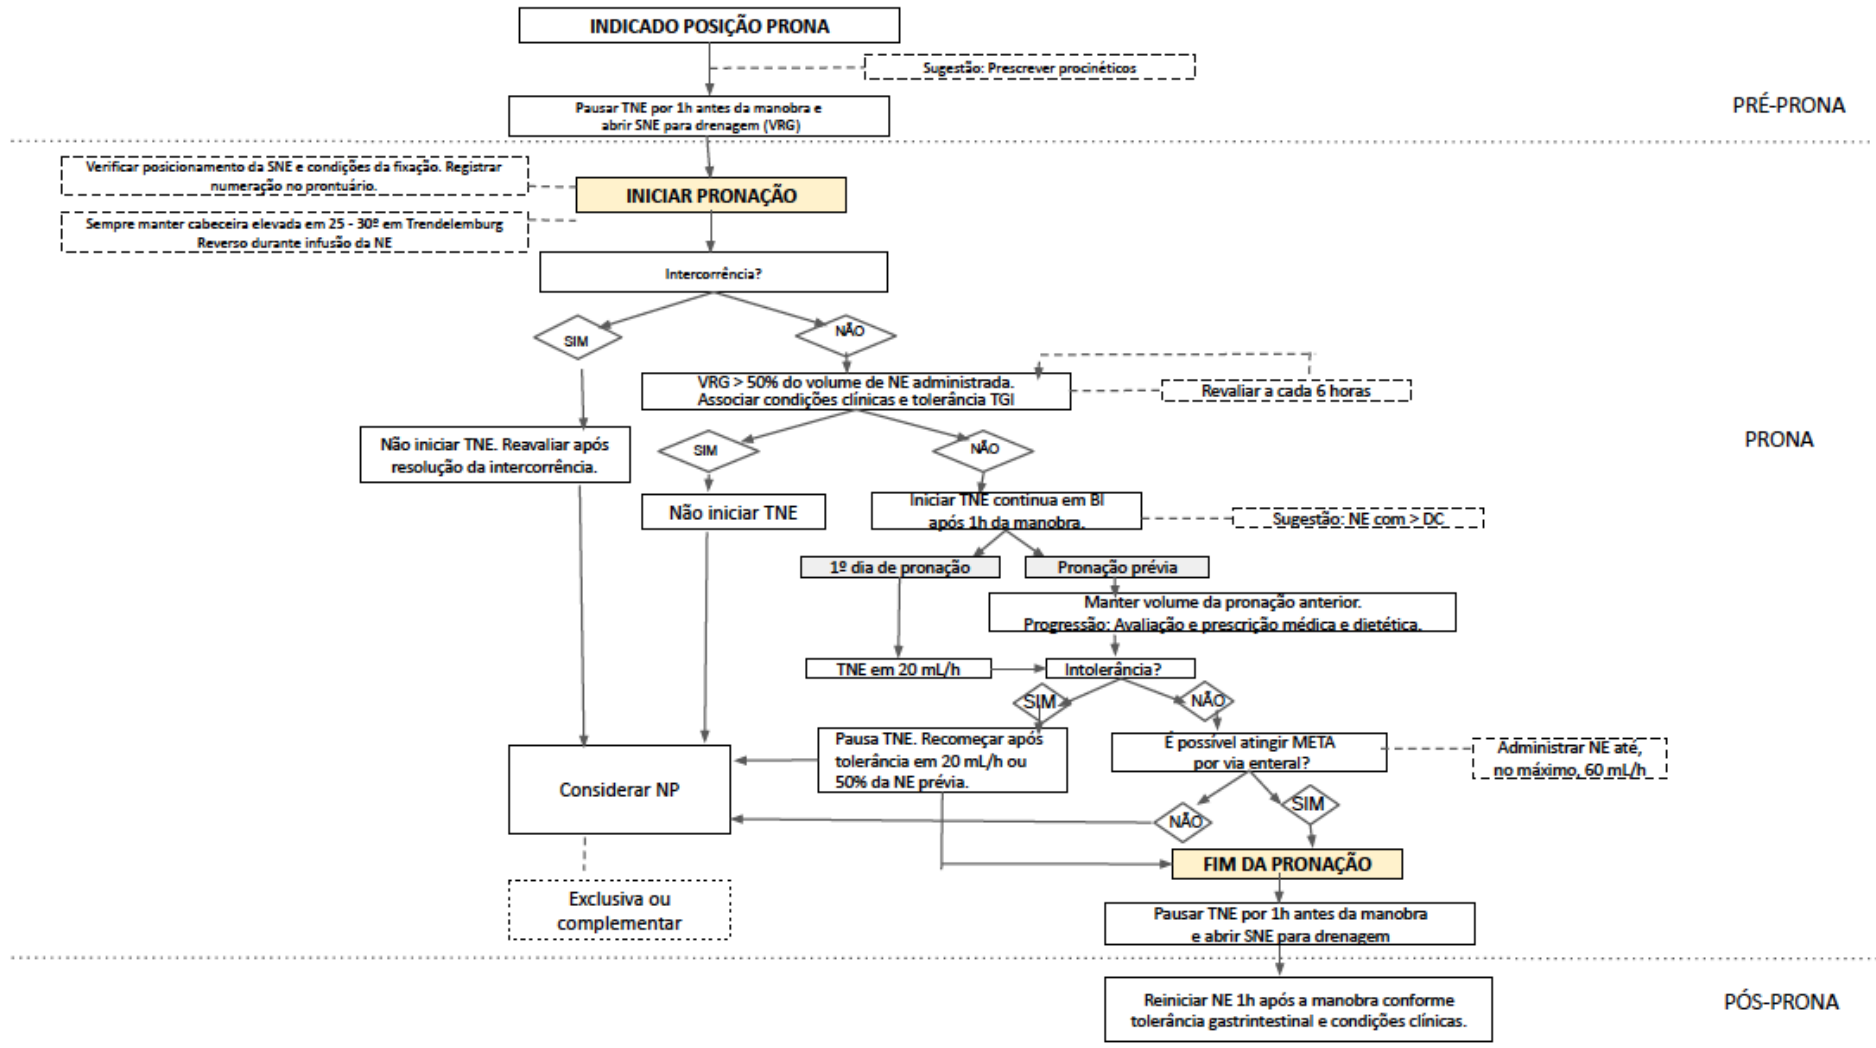 INDICADO POSIÇÃO PRONA
Sugestão: Prescrever procinéticos
Pausar TNE por 1h antes da manobra e
abrir SNE para drenagem (VRG)
PRÉ-PRONA
Verificar posicionamento da SNE e condições da fixação. Registrar
numeração no prontuário.
INICIAR PRONAÇÃO
Sempre manter cabeceira elevada em 25 - 30º em Trendelemburg
Reverso durante infusão da NE
Intercorrência?
SIM
NÃO
VRG > 50% do volume de NE administrada.
Associar condições clínicas e tolerância TGI
Revaliar a cada 6 horas
PRONA
Não iniciar TNE. Reavaliar após
resolução da intercorrência.
SIM
NÃO
Não iniciar TNE
Iniciar TNE continua em BI
após 1h da manobra.
Sugestão: NE com > DC
1º dia de pronação
Pronação prévia
Manter volume da pronação anterior.
Progressão: Avaliação e prescrição médica e dietética.
TNE em 20 mL/h
Intolerância?
SIM
NÃO
Pausa TNE. Recomeçar após
tolerância em 20 mL/h ou
50% da NE prévia.
É possível atingir META
por via enteral?
Administrar NE até,
no máximo, 60 mL/h
Considerar NP
NÃO
SIM
FIM DA PRONAÇÃO
Exclusiva ou
complementar
Pausar TNE por 1h antes da manobra
e abrir SNE para drenagem
Reiniciar NE 1h após a manobra conforme
tolerância gastrintestinal e condições clínicas.
PÓS-PRONA